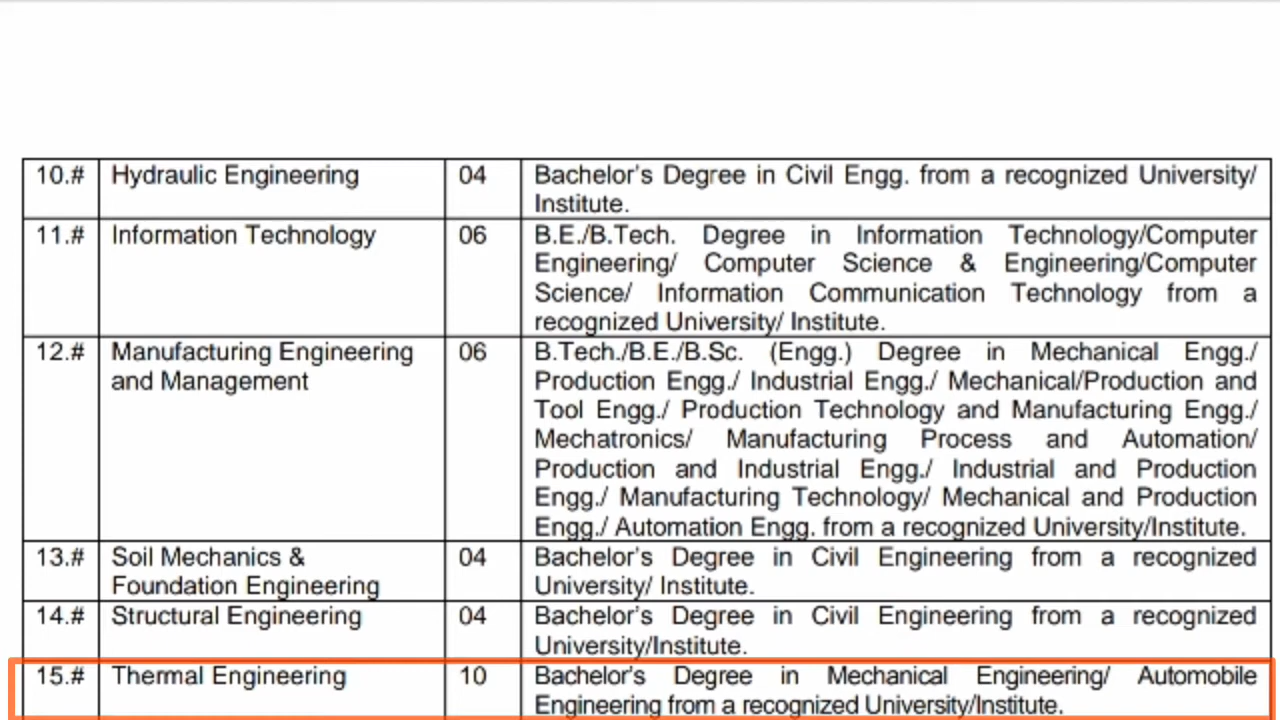 10.# Hydraulic Engineering 04 Bachelor's Degree in Civil Engg. from a recognized University/
Institute.
11.# Information Technology 06 B.E./B.Tech. Degree in Information Technology/Computer
Engineering/ Computer Science & Engineering/Computer
Science/ Information Communication Technology from a
recognized University/ Institute.
12.# Manufacturing Engineering 06 B.Tech./B.E./B.Sc. (Engg.) Degree in Mechanical Engg./
and Management Production Engg./ Industrial Engg./ Mechanical/Production and
Tool Engg./ Production Technology and Manufacturing Engg./
Mechatronics/ Manufacturing Process and Automation/
Production and Industrial Engg./ Industrial and Production
Engg./ Manufacturing Technology/ Mechanical and Production
Engg./ Automation Engg. from a recognized University/Institute.
13.# Soil Mechanics & 04 Bachelor's Degree in Civil Engineering from a recognized
Foundation Engineering University/ Institute.
14.# Structural Engineering 04 Bachelor's Degree in Civil Engineering from a recognized
University/Institute.
15.# Thermal Engineering 10 Bachelor's Degree in Mechanical Engineering/ Automobile
Engineering from a recognized University/Institute.